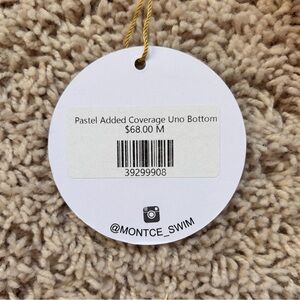 Pastel Added Coverage Uno Bottom
$68.00 M
39299908
@MONTCE_SWIM